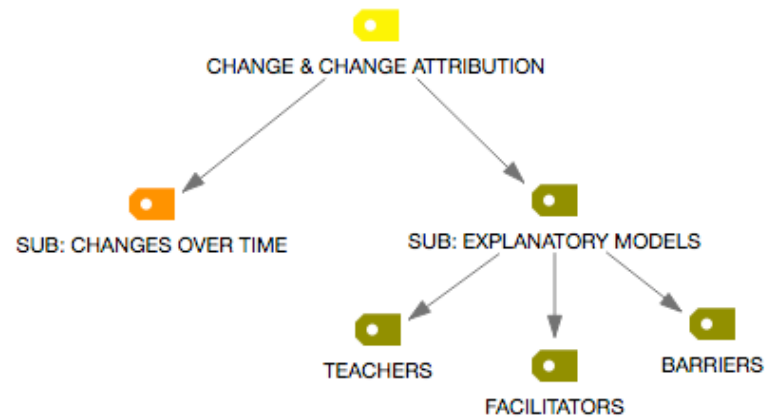 CHANGE & CHANGE ATTRIBUTION
SUB: CHANGES OVER TIME
SUB: EXPLANATORY MODELS
TEACHERS
FACILITATORS
BARRIERS